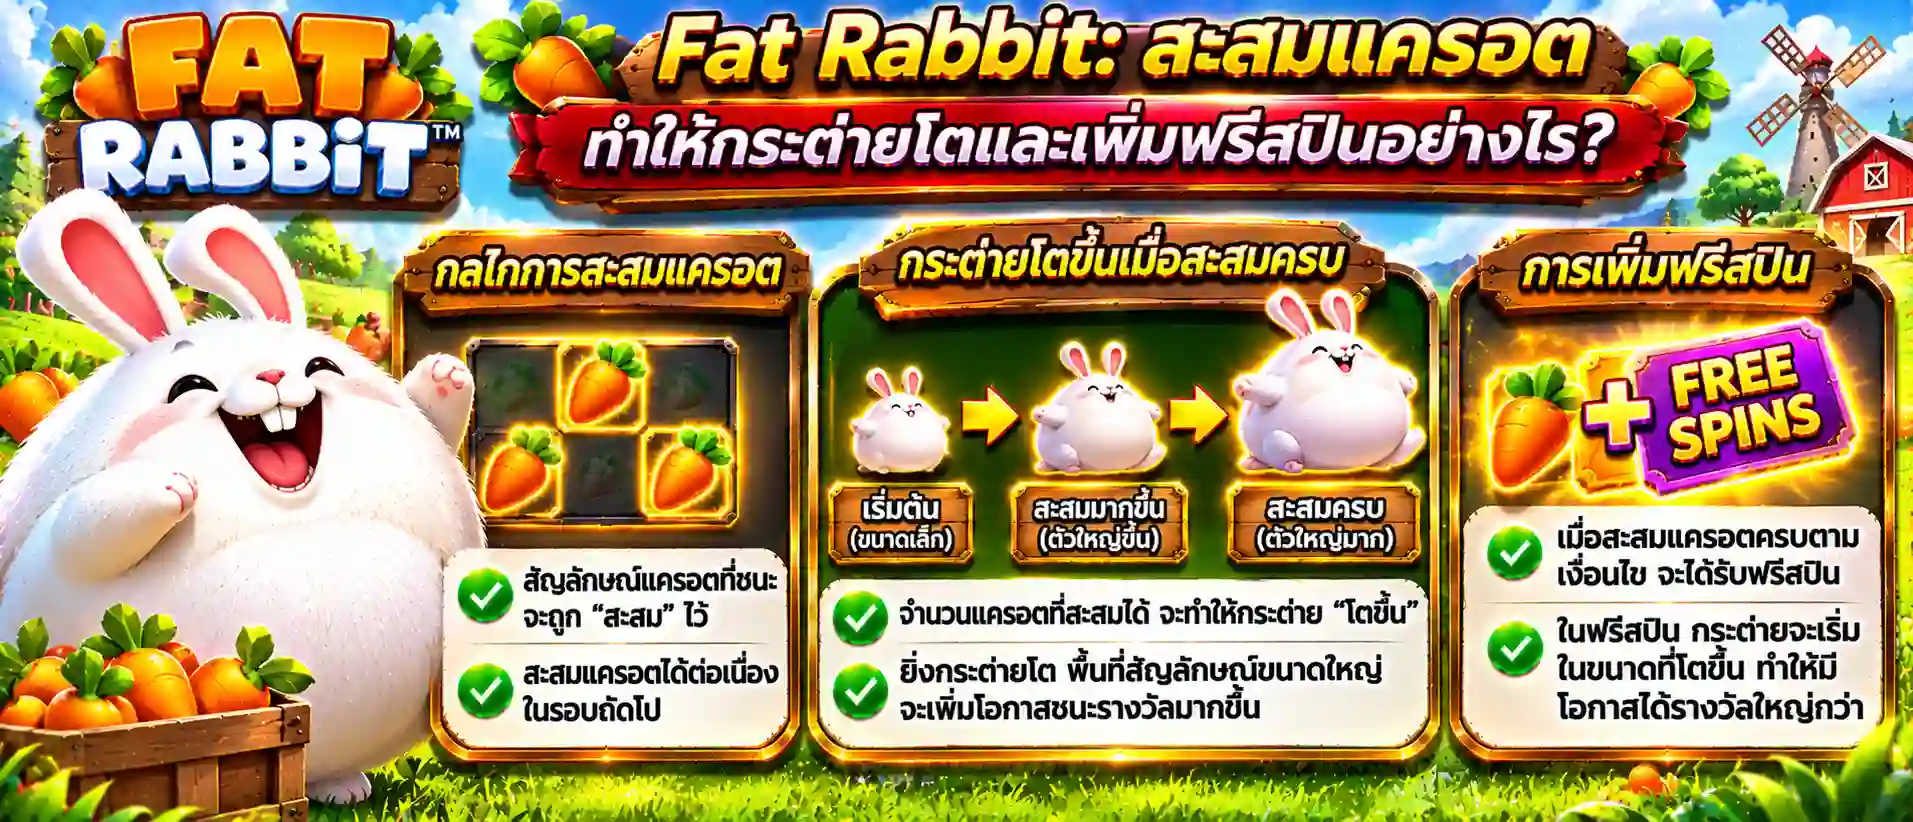 FAT
RABBiT™
Fat Rabbit: สะสมแครอต
ทำให้กระต่ายโตและเพิ่มฟรีสปินอย่างไร?
กลไกการสะสมแครอต
สัญลักษณ์แครอตที่ชนะ
จะถูก “สะสม” ไว้
สะสมแครอตได้ต่อเนื่อง
ในรอบถัดไป
กระต่ายโตขึ้นเมื่อสะสมครบ
เริ่มต้น
(ขนาดเล็ก)
สะสมมากขึ้น
(ตัวใหญ่ขึ้น)
สะสมครบ
(ตัวใหญ่มาก)
จำนวนแครอตที่สะสมได้ จะทำให้กระต่าย “โตขึ้น”
ยิ่งกระต่ายโต พื้นที่สัญลักษณ์ขนาดใหญ่
จะเพิ่มโอกาสชนะรางวัลมากขึ้น
การเพิ่มฟรีสปิน
+ FREE
SPINS
เมื่อสะสมแครอตครบตาม
เงื่อนไข จะได้รับฟรีสปิน
ในฟรีสปิน กระต่ายจะเริ่ม
ในขนาดที่โตขึ้น ทำให้มี
โอกาสได้รางวัลใหญ่กว่า